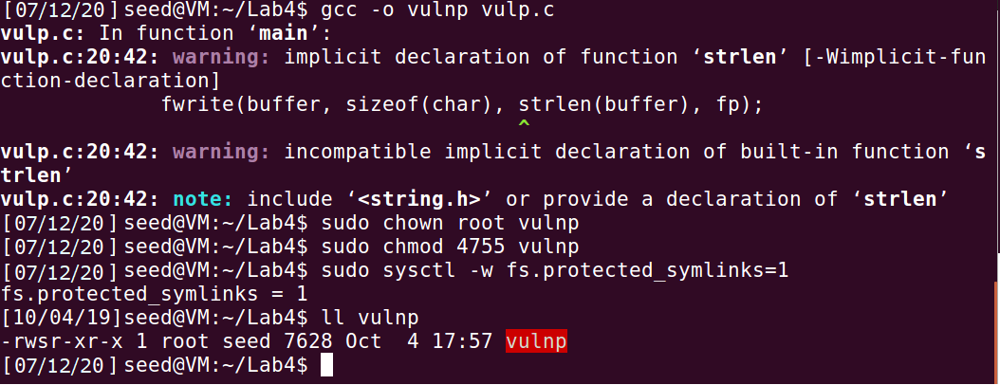 [07/12/20]seed@VM:~/Lab4$ gcc -o vulnp vulp.c
vulp.c: In function ‘main’:
vulp.c:20:42: warning: implicit declaration of function ‘strlen’ [-Wimplicit-fun
ction-declaration]
fwrite(buffer, sizeof(char), strlen(buffer), fp);
^
vulp.c:20:42: warning: incompatible implicit declaration of built-in function ‘s
trlen’
vulp.c:20:42: note: include ‘<string.h>’ or provide a declaration of ‘strlen’
[07/12/20]seed@VM:~/Lab4$ sudo chown root vulnp
[07/12/20]seed@VM:~/Lab4$ sudo chmod 4755 vulnp
[07/12/20]seed@VM:~/Lab4$ sudo sysctl -w fs.protected_symlinks=1
fs.protected_symlinks = 1
[10/04/19]seed@VM:~/Lab4$ ll vulnp
-rwsr-xr-x 1 root seed 7628 Oct  4 17:57 vulnp
[07/12/20]seed@VM:~/Lab4$